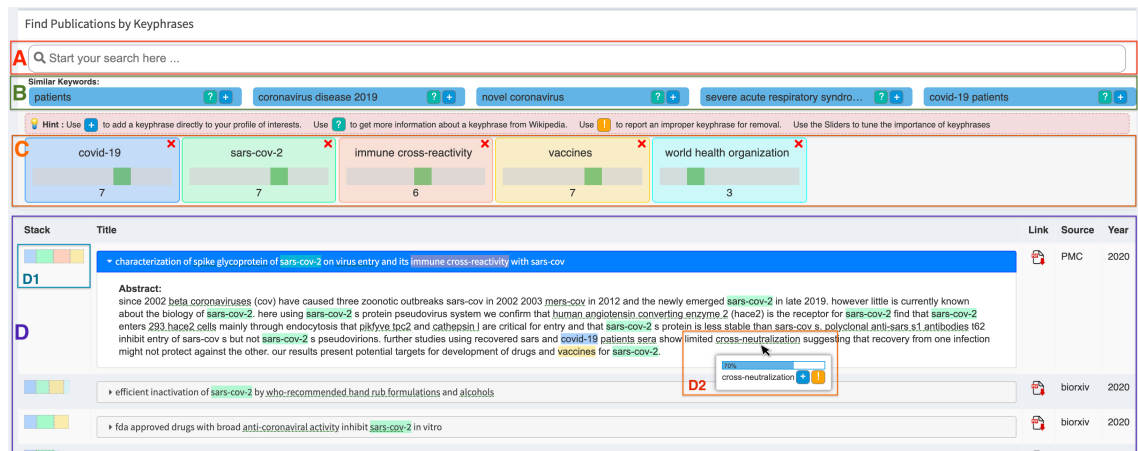 Find Publications by Keyphrases
A
Start your search here ...
B
Similar Keywords:
patients ? + coronavirus disease 2019 ? + novel coronavirus ? + severe acute respiratory syndro... ? + covid-19 patients ? +
Hint : Use + to add a keyphrase directly to your profile of interests. Use ? to get more information about a keyphrase from Wikipedia. Use ! to report an improper keyphrase for removal. Use the Sliders to tune the importance of keyphrases
C
covid-19 sars-cov-2 immune cross-reactivity vaccines world health organization
7 7 6 7 3
Stack Title Link Source Year
characterization of spike glycoprotein of sars-cov-2 on virus entry and its immune cross-reactivity with sars-cov PMC 2020
D1
Abstract:
since 2002 beta coronaviruses (cov) have caused three zoonotic outbreaks sars-cov in 2002 2003 mers-cov in 2012 and the newly emerged sars-cov-2 in late 2019. however little is currently known
about the biology of sars-cov-2. here using sars-cov-2 s protein pseudovirus system we confirm that human angiotensin converting enzyme 2 (hace2) is the receptor for sars-cov-2 find that sars-cov-2
enters 293 hace2 cells mainly through endocytosis that pikfyve tpc2 and cathepsin l are critical for entry and that sars-cov-2 s protein is less stable than sars-cov s. polyclonal anti-sars s1 antibodies t62
D
inhibit entry of sars-cov s but not sars-cov-2 s pseudovirions. further studies using recovered sars and covid-19 patients sera show limited cross-neutralization suggesting that recovery from one infection
might not protect against the other. our results present potential targets for development of drugs and vaccines for sars-cov-2.
70%
cross-neutralization + !
D2
efficient inactivation of sars-cov-2 by who-recommended hand rub formulations and alcohols biorxiv 2020
fda approved drugs with broad anti-coronaviral activity inhibit sars-cov-2 in vitro biorxiv 2020